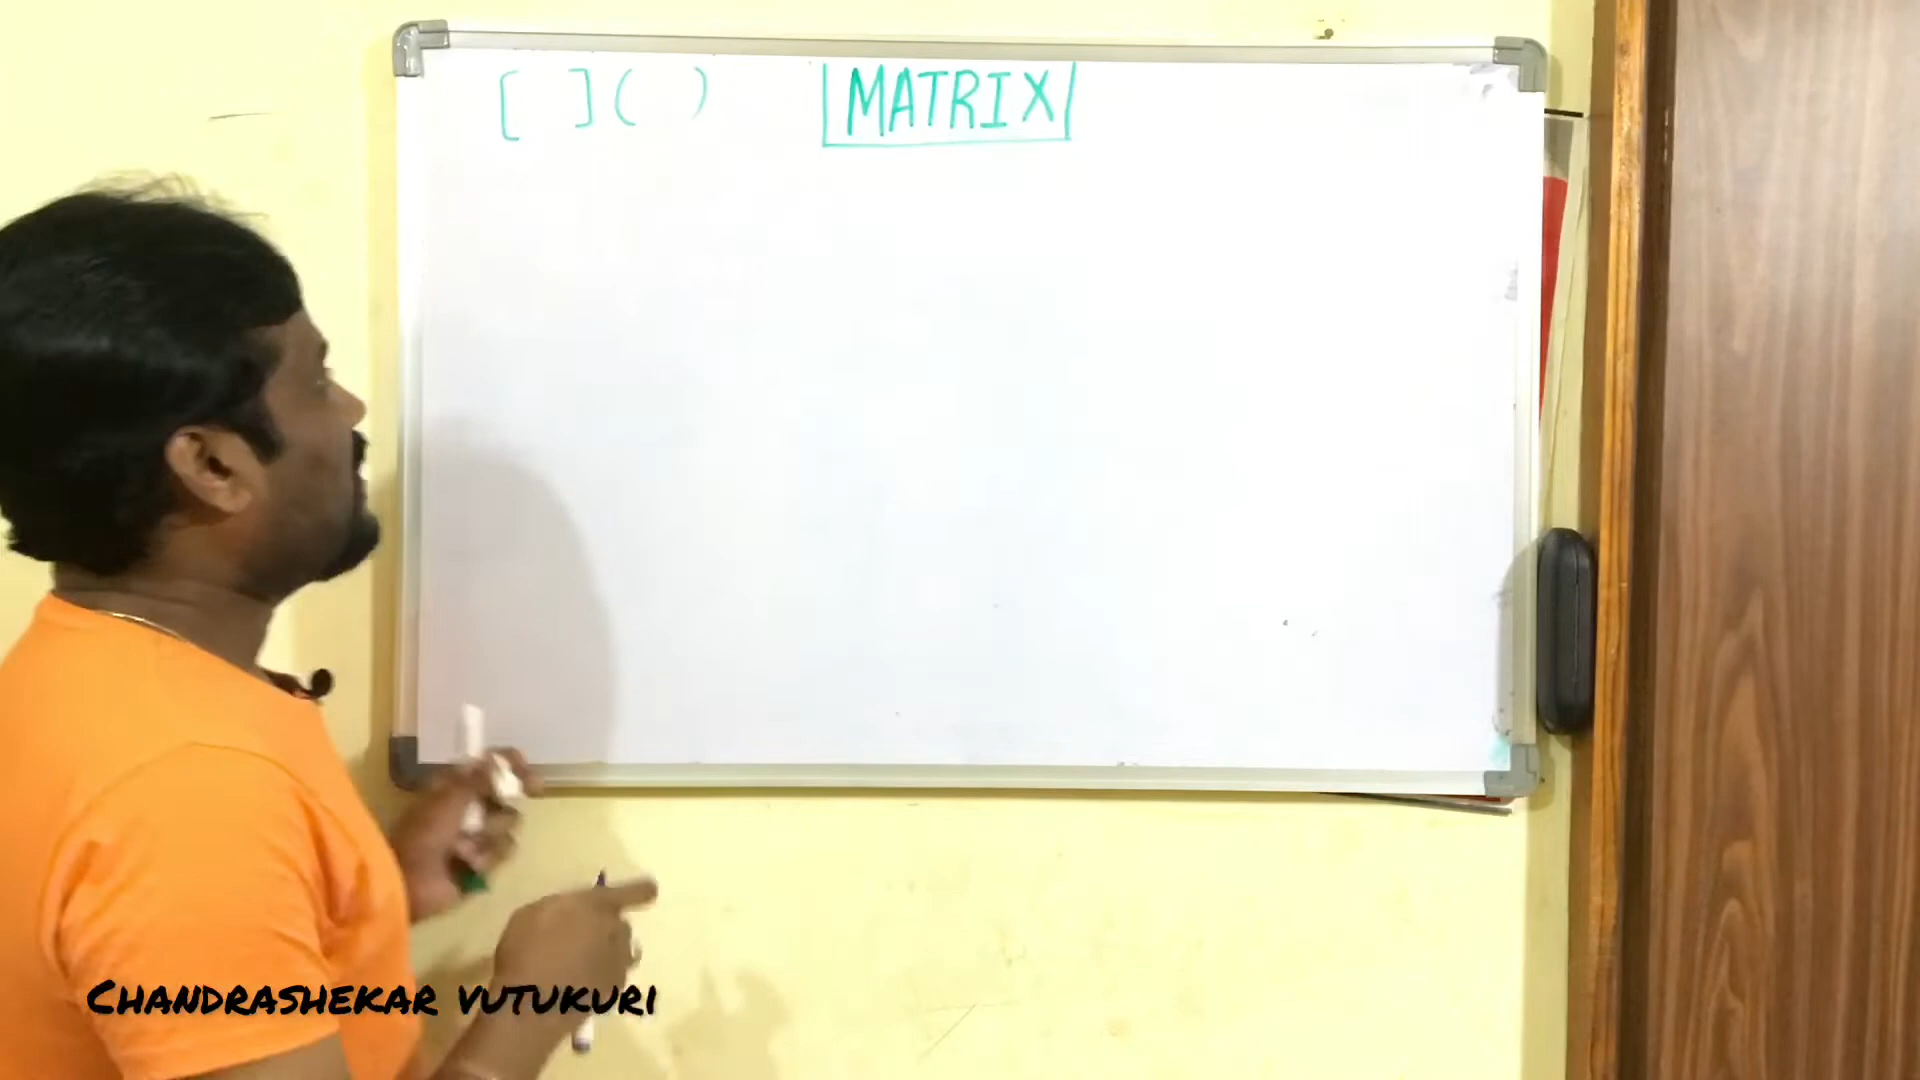 [ ] ( ) MATRIX
CHANDRASHEKAR VUTUKURI